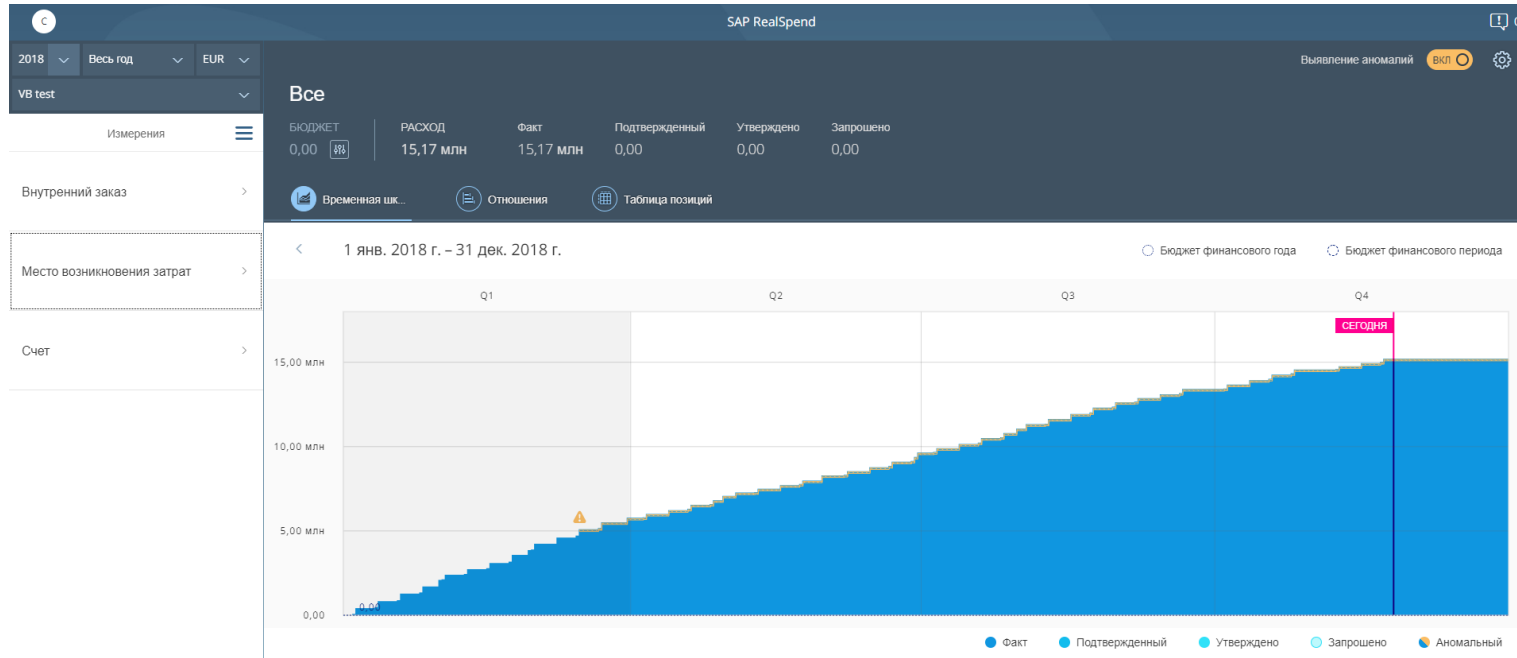 C
SAP RealSpend
2018 Весь год EUR
Выявление аномалий ВКЛ
VB test
Все
Измерения
БЮДЖЕТ РАСХОД Факт Подтвержденный Утверждено Запрошено
0,00 15,17 млн 15,17 млн 0,00 0,00 0,00
Внутренний заказ
Временная шк... Отношения Таблица позиций
1 янв. 2018 г. – 31 дек. 2018 г.
Бюджет финансового года Бюджет финансового периода
Место возникновения затрат
Q1 Q2 Q3 Q4
СЕГОДНЯ
Счет
15,00 млн
10,00 млн
5,00 млн
0,00
0,00
Факт Подтвержденный Утверждено Запрошено Аномальный